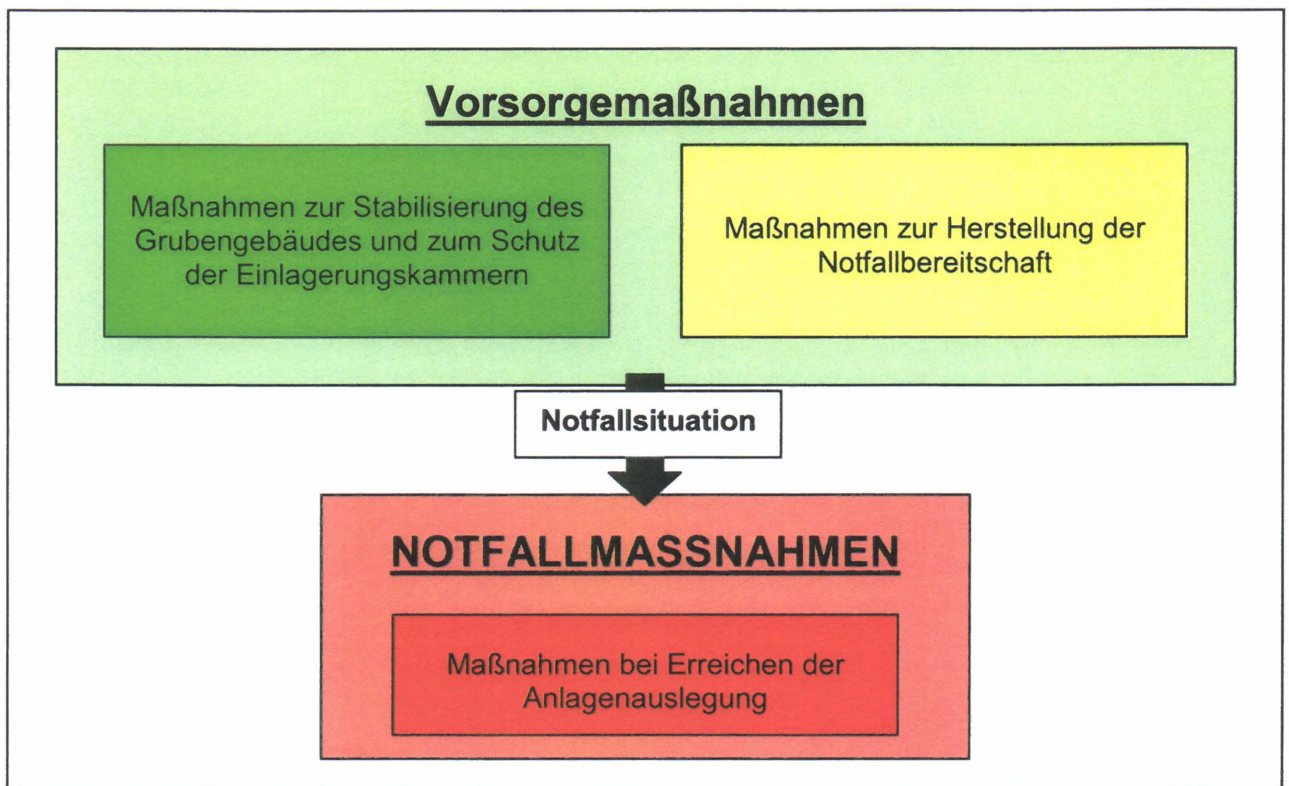 Vorsorgemaßnahmen
Maßnahmen zur Stabilisierung des
Grubengebäudes und zum Schutz
der Einlagerungskammern
Maßnahmen zur Herstellung der
Notfallbereitschaft
Notfallsituation
NOTFALLMASSNAHMEN
Maßnahmen bei Erreichen der
Anlagenauslegung